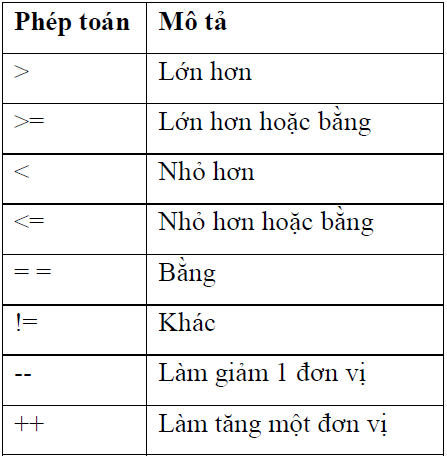 Phép toán Mô tả
> Lớn hơn
>= Lớn hơn hoặc bằng
< Nhỏ hơn
<= Nhỏ hơn hoặc bằng
= = Bằng
!= Khác
-- Làm giảm 1 đơn vị
++ Làm tăng một đơn vị